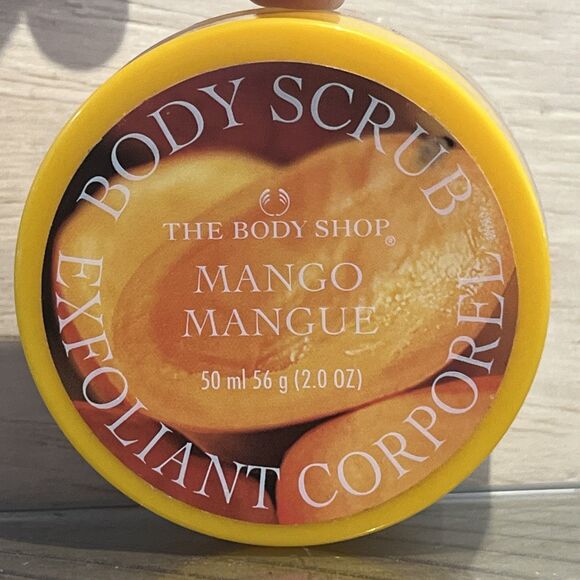 BODY SCRUB
THE BODY SHOP®
MANGO
MANGUE
50 ml 56 g (2.0 OZ)
EXFOLIANT CORPOREL